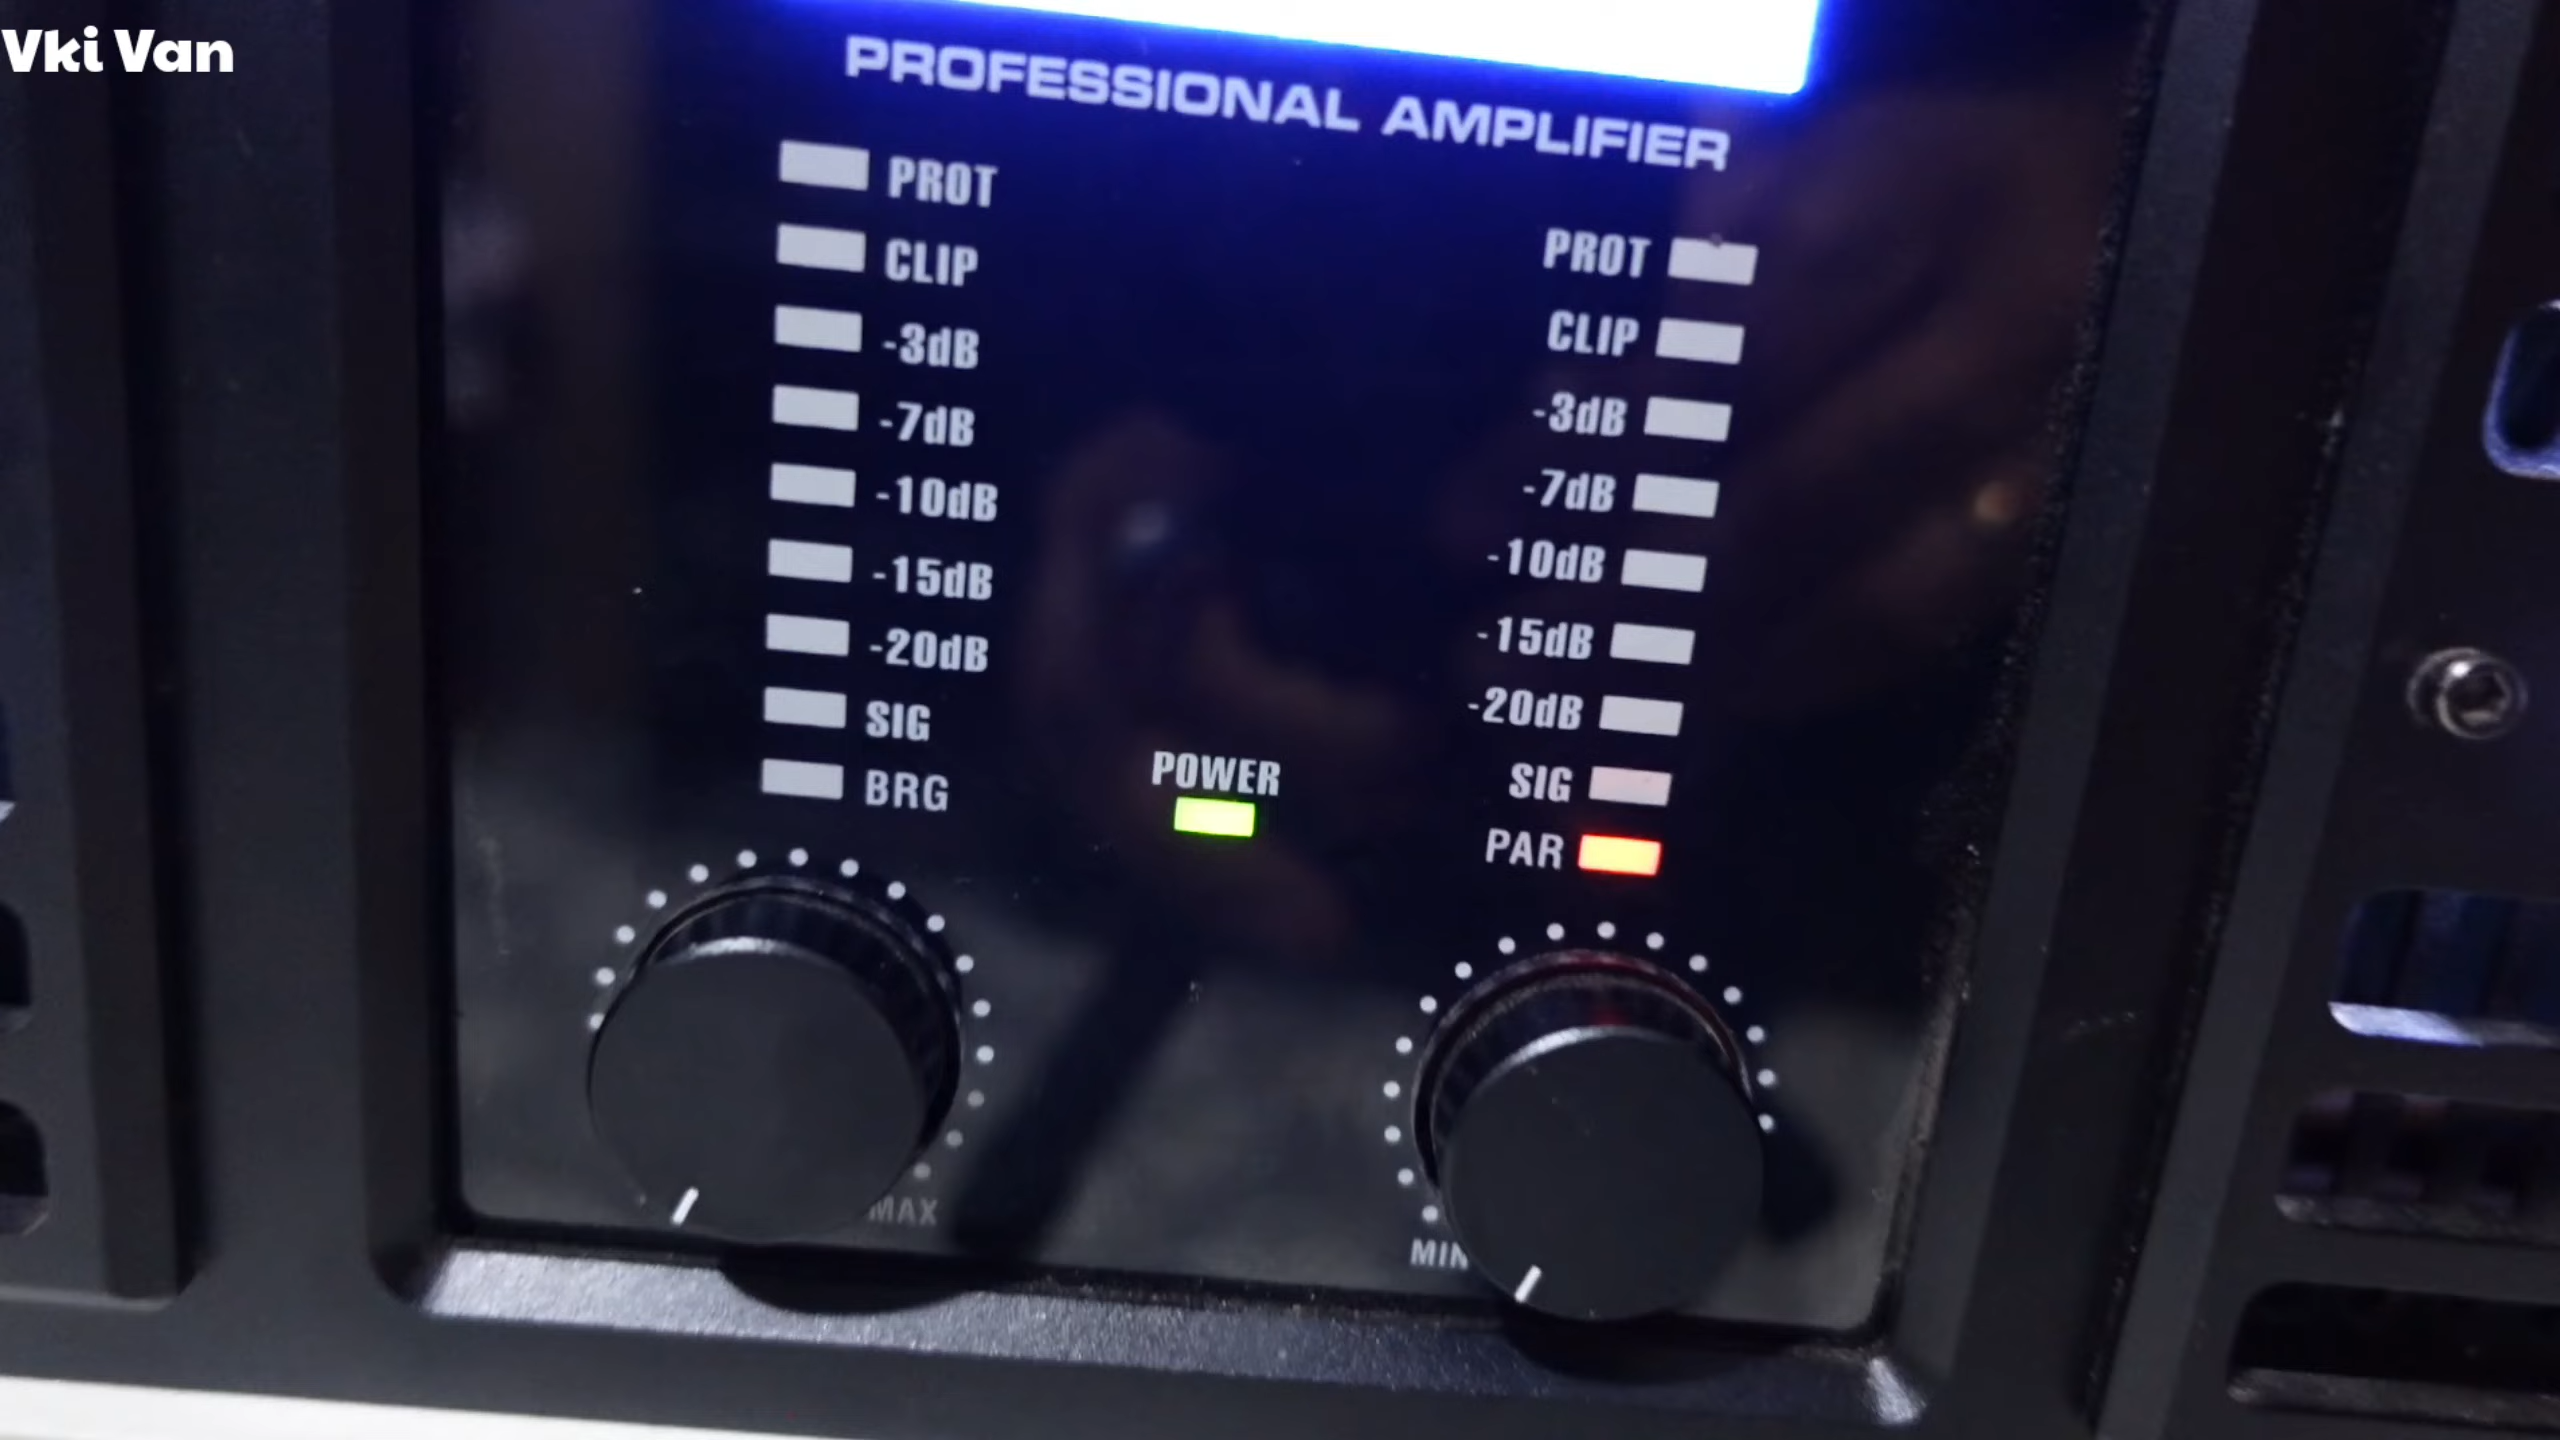 Vki Van
PROFESSIONAL AMPLIFIER
PROT
CLIP
-3dB
-7dB
-10dB
-15dB
-20dB
SIG
BRG
POWER
PROT
CLIP
-3dB
-7dB
-10dB
-15dB
-20dB
SIG
PAR
MAX
MIN